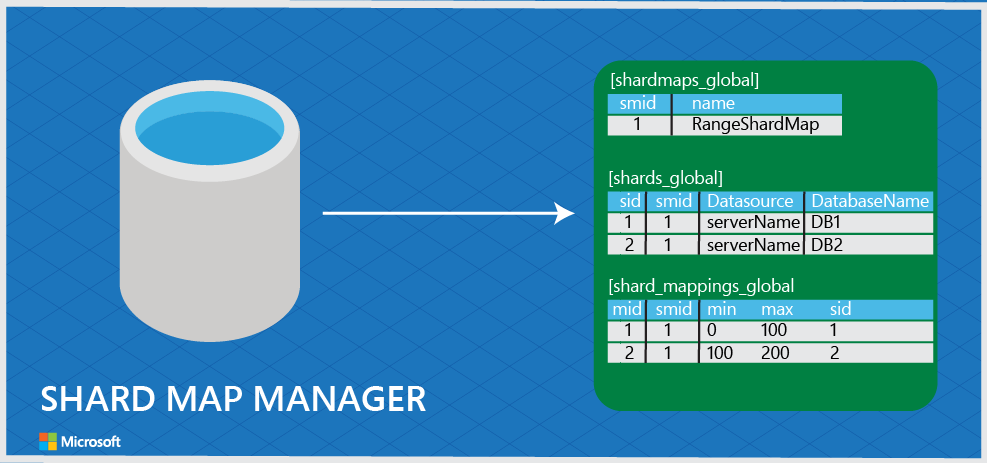 [shardmaps_global]
smid name
1 RangeShardMap
[shards_global]
sid smid Datasource DatabaseName
1 1 serverName DB1
2 1 serverName DB2
[shard_mappings_global
mid smid min max sid
1 1 0 100 1
2 1 100 200 2
SHARD MAP MANAGER
Microsoft